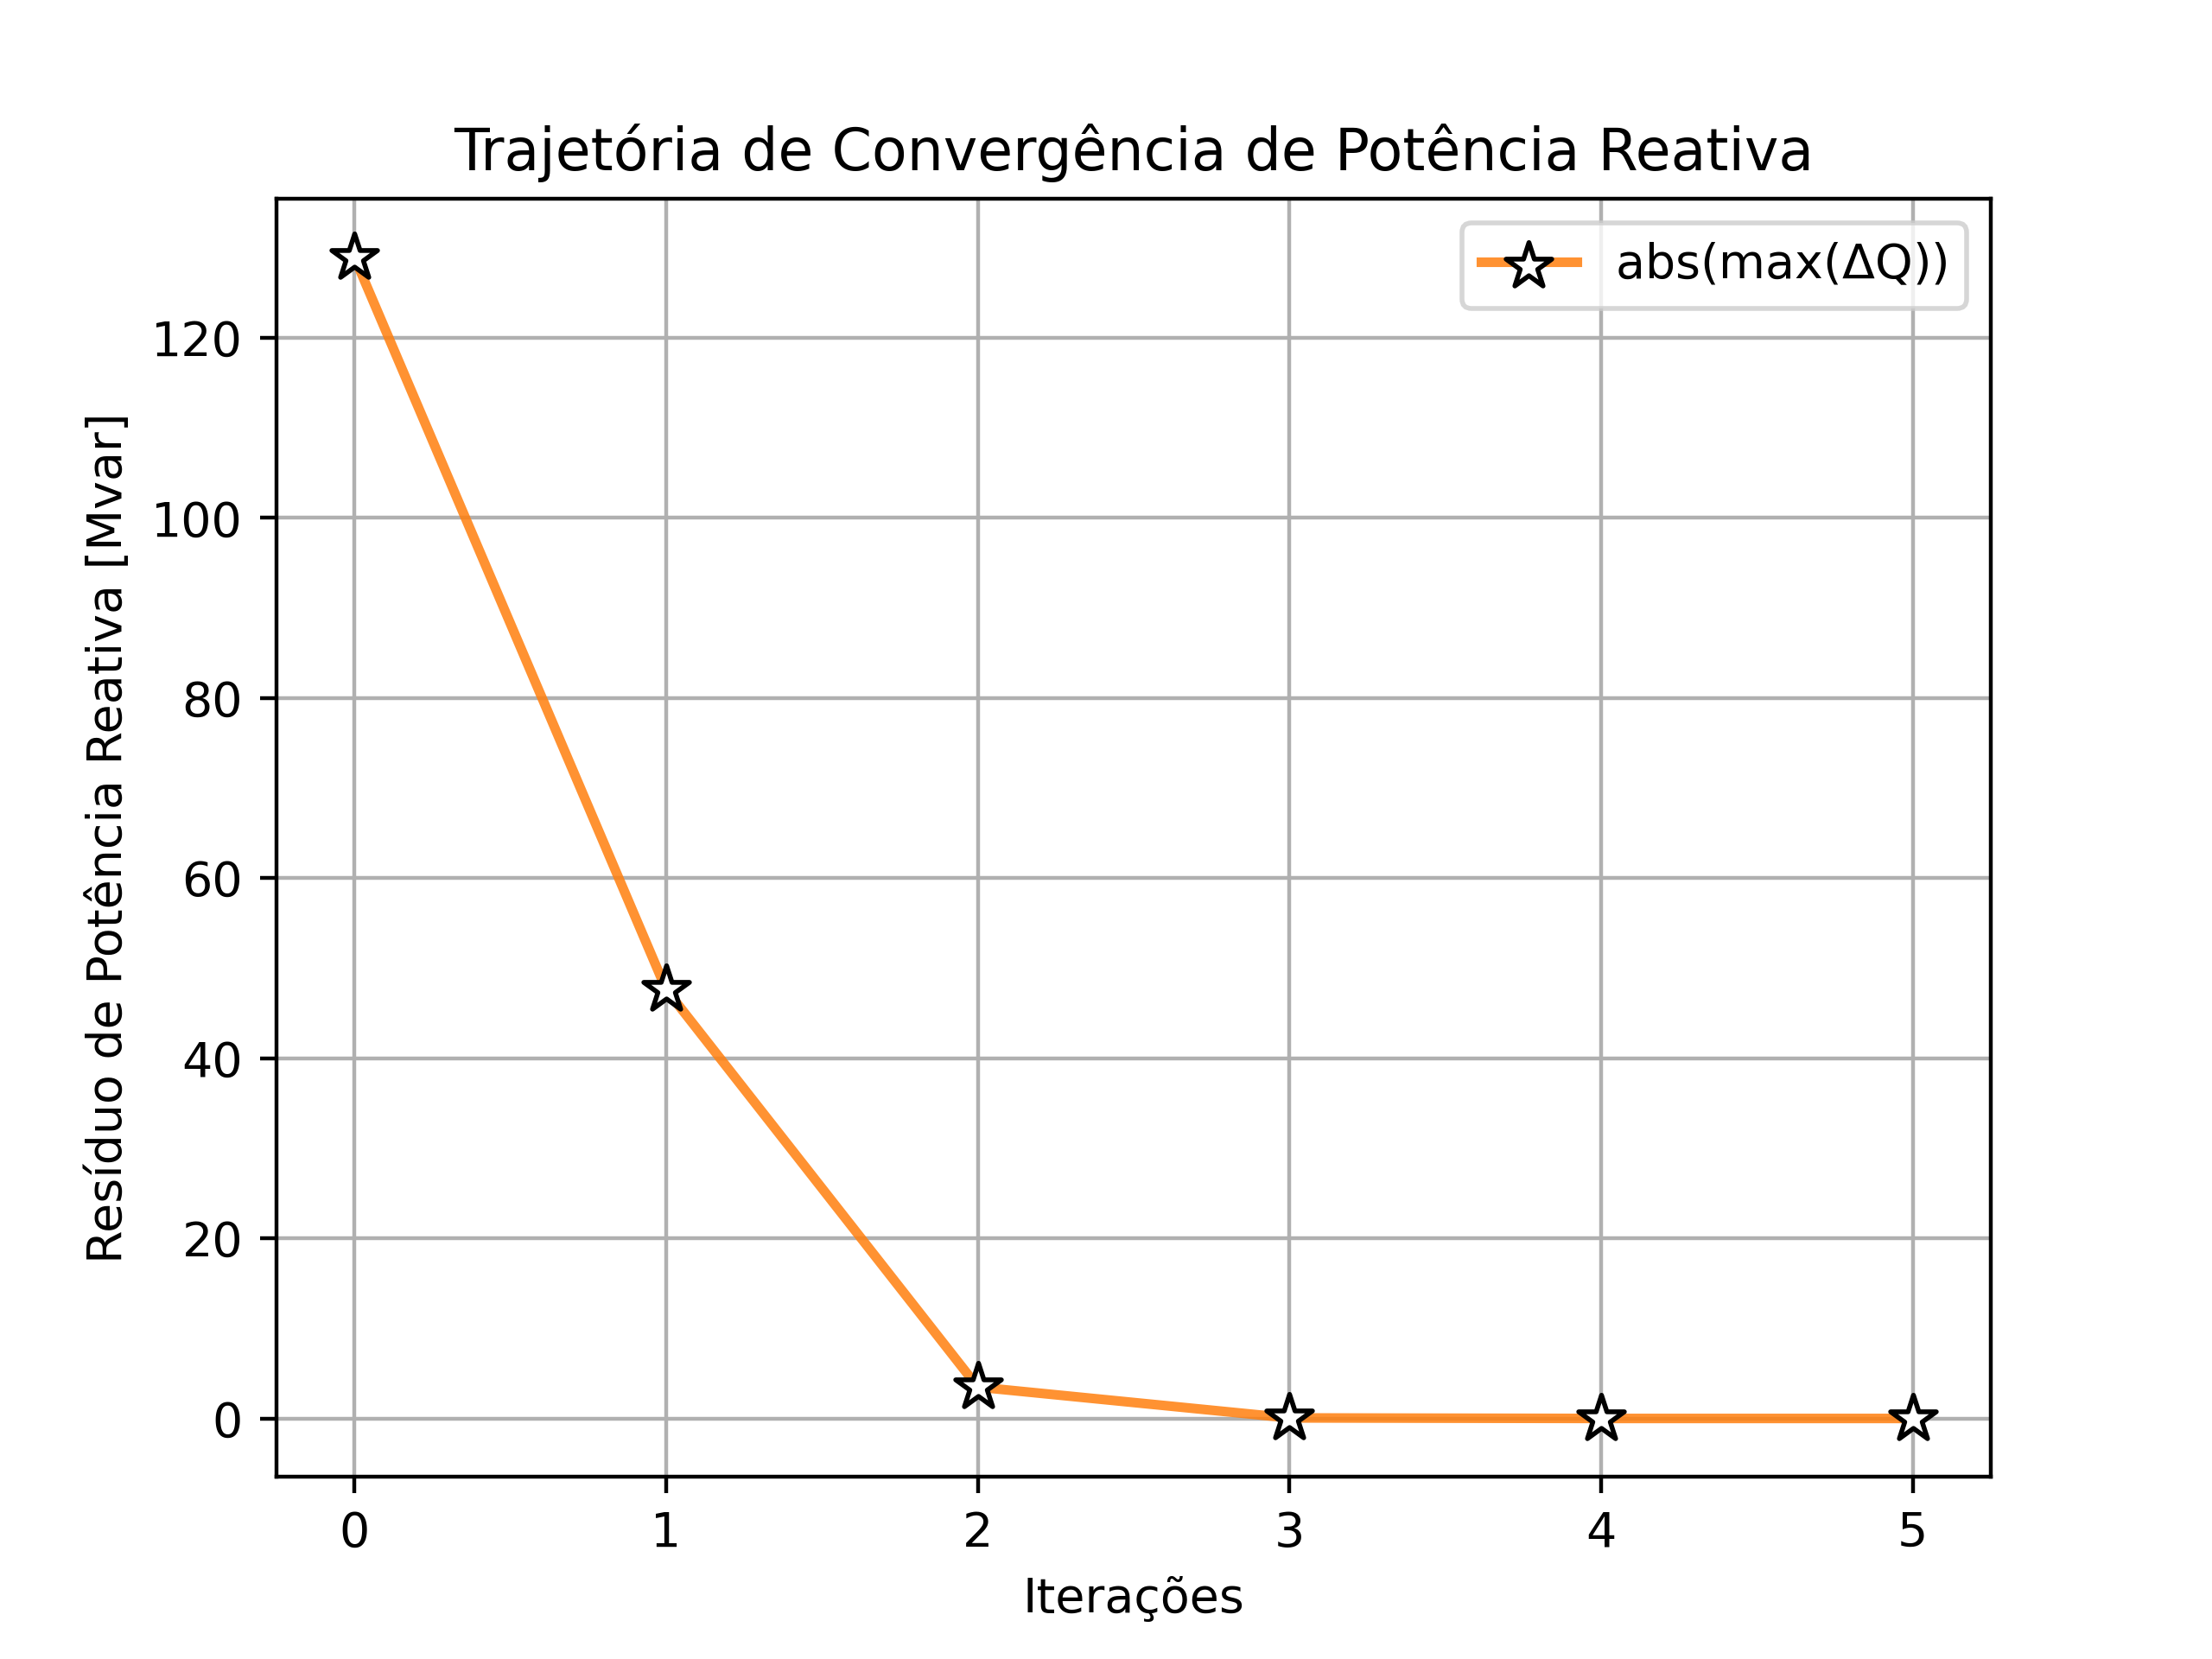 Trajetória de Convergência de Potência Reativa
abs(max(ΔQ))
Resíduo de Potência Reativa [Mvar]
120
100
80
60
40
20
0
0 1 2 3 4 5
Iterações